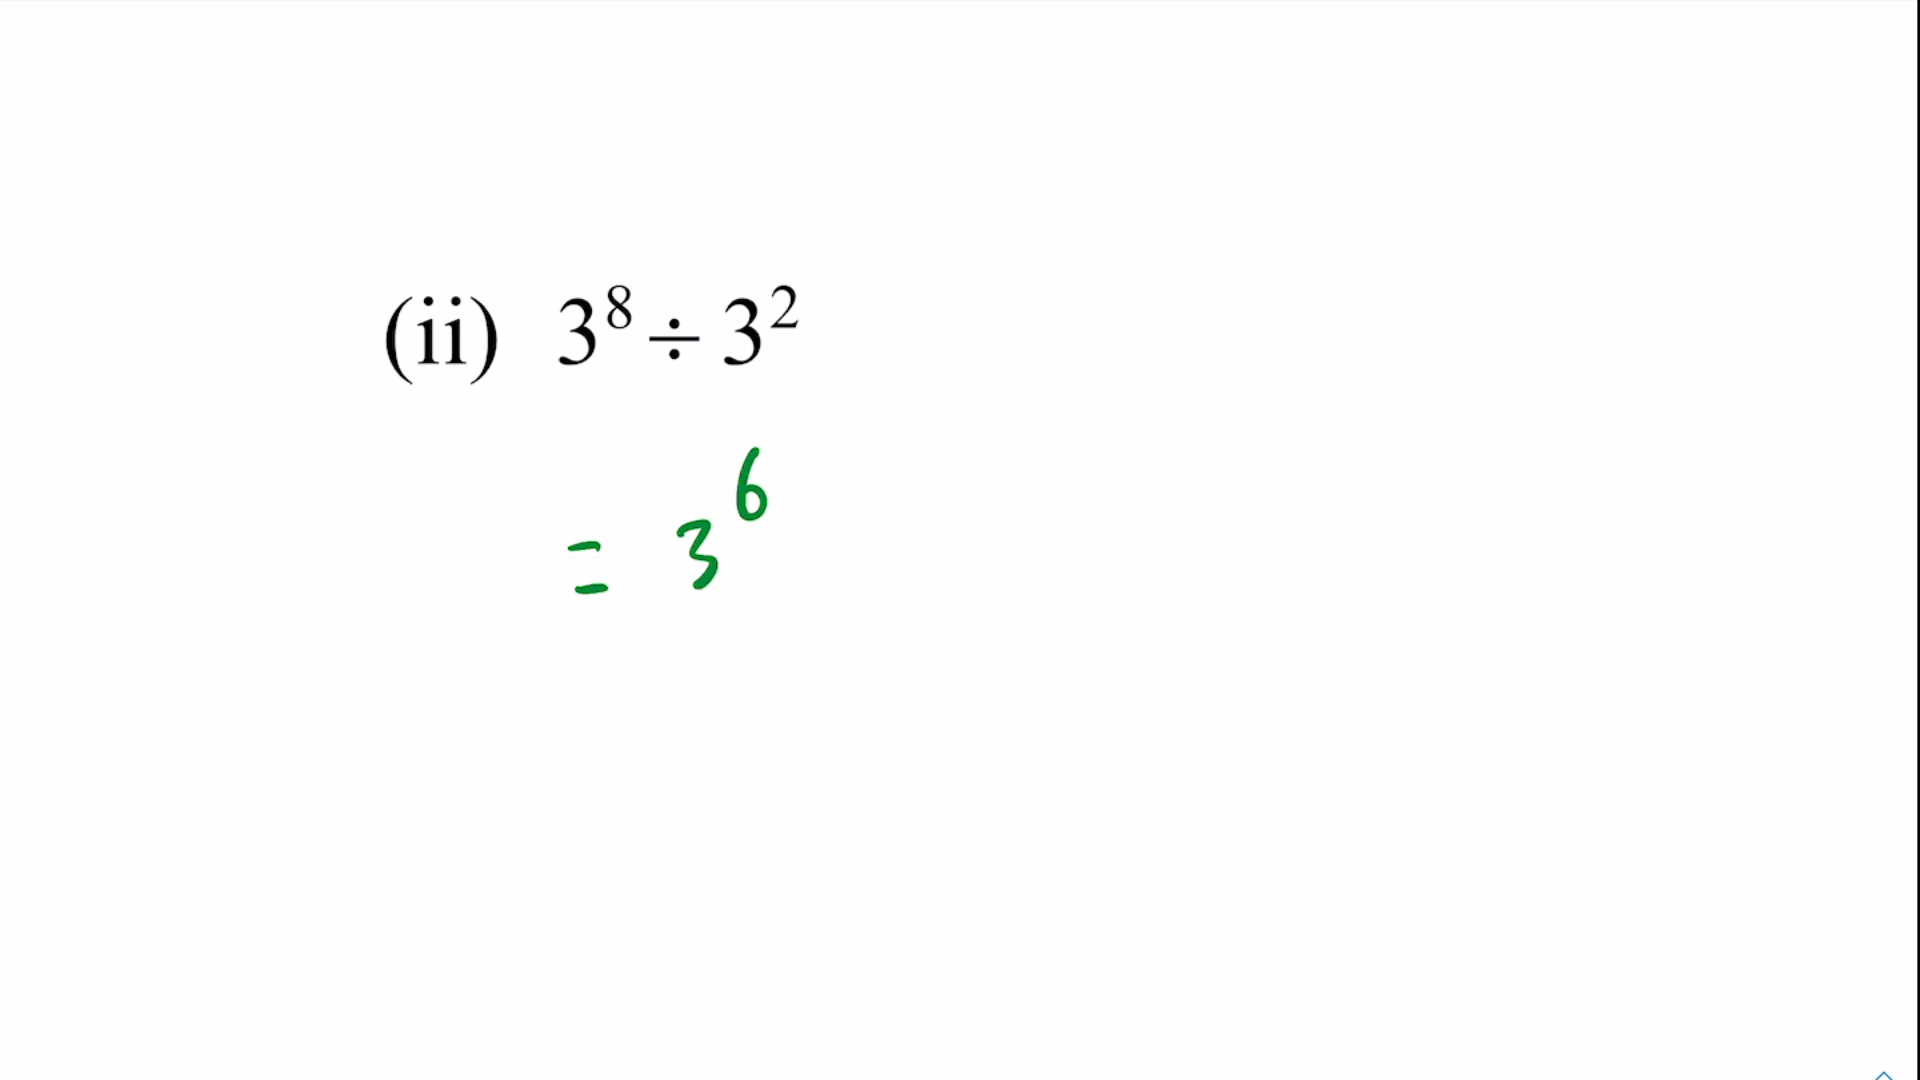 (ii) 3⁸ ÷ 3²
= 3⁶